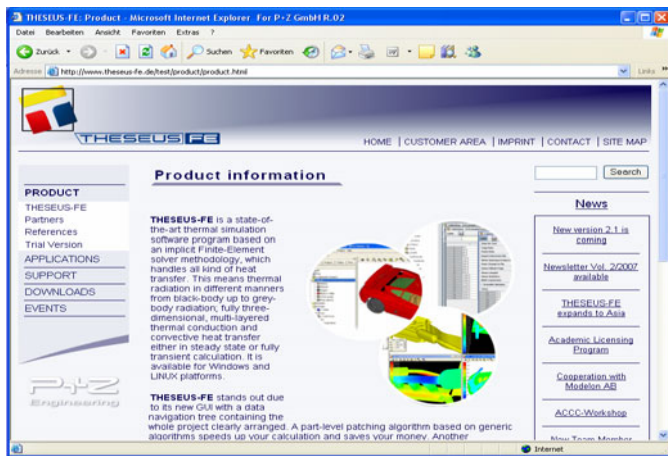 THESEUS-FE: Product - Microsoft Internet Explorer For P+Z GmbH R.02
Datei Bearbeiten Ansicht Favoriten Extras ?
Zurück Suchen Favoriten
Adresse http://www.theseus-fe.de/test/product/product.html Links
THESEUS FE
HOME | CUSTOMER AREA | IMPRINT | CONTACT | SITE MAP
Product information
Search
PRODUCT
THESEUS-FE
Partners
References
Trial Version
APPLICATIONS
SUPPORT
DOWNLOADS
EVENTS
P+Z
Engineering
THESEUS-FE is a state-of-
the-art thermal simulation
software program based on
an implicit Finite-Element
solver methodology, which
handles all kind of heat
transfer. This means thermal
radiation in different manners
from black-body up to grey-
body radiation; fully three-
dimensional, multi-layered
thermal conduction and
convective heat transfer
either in steady state or fully
transient calculation. It is
available for Windows and
LINUX platforms.
THESEUS-FE stands out due
to its new GUI with a data
navigation tree containing the
whole project clearly arranged. A part-level patching algorithm based on generic
algorithms speeds up your calculation and saves your money. Another
News
New version 2.1 is
coming
Newsletter Vol. 2/2007
available
THESEUS-FE
expands to Asia
Academic Licensing
Program
Cooperation with
Modelon AB
ACCC-Workshop
New Team Member
Internet